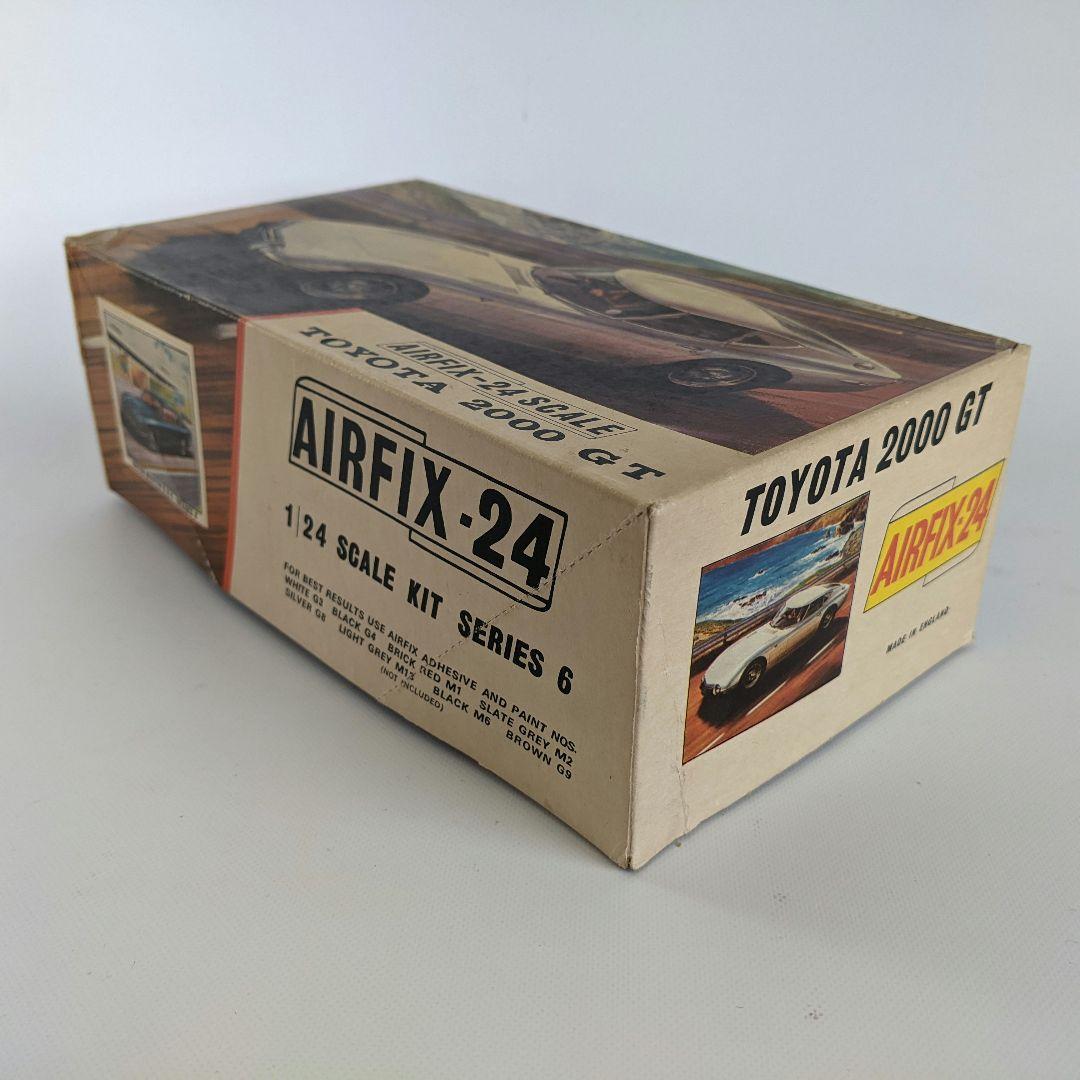 AIRFIX-24 SCALE
TOYOTA 2000 GT
AIRFIX-24
1/24 SCALE KIT SERIES 6
FOR BEST RESULTS USE AIRFIX ADHESIVE AND PAINT NOS.
WHITE G3 BLACK G4 BRICK RED M1 SLATE GREY M2
SILVER G8 LIGHT GREY M13 BLACK M6 BROWN G9
(NOT INCLUDED)
TOYOTA 2000 GT
AIRFIX-24
MADE IN ENGLAND